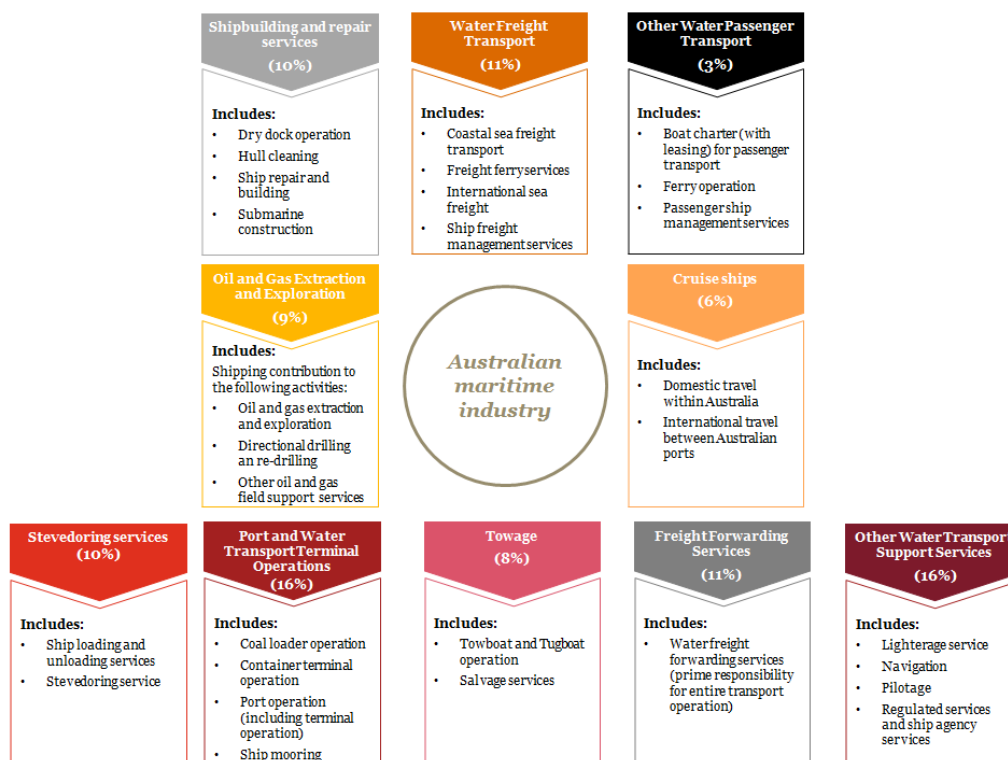 Shipbuilding and repair
services
(10%)
Includes:
• Dry dock operation
• Hull cleaning
• Ship repair and
building
• Submarine
construction
Water Freight
Transport
(11%)
Includes:
• Coastal sea freight
transport
• Freight ferry services
• International sea
freight
• Ship freight
management services
Other Water Passenger
Transport
(3%)
Includes:
• Boat charter (with
leasing) for passenger
transport
• Ferry operation
• Passenger ship
management services
Oil and Gas Extraction
and Exploration
(9%)
Includes:
Shipping contribution to
the following activities:
• Oil and gas extraction
and exploration
• Directional drilling
an re-drilling
• Other oil and gas
field support services
Australian
maritime
industry
Cruise ships
(6%)
Includes:
• Domestic travel
within Australia
• International travel
between Australian
ports
Stevedoring services
(10%)
Includes:
• Ship loading and
unloading services
• Stevedoring service
Port and Water
Transport Terminal
Operations
(16%)
Includes:
• Coal loader operation
• Container terminal
operation
• Port operation
(including terminal
operation)
• Ship mooring
Towage
(8%)
Includes:
• Towboat and Tugboat
operation
• Salvage services
Freight Forwarding
Services
(11%)
Includes:
• Water freight
forwarding services
(prime responsibility
for entire transport
operation)
Other Water Transport
Support Services
(16%)
Includes:
• Lighterage service
• Navigation
• Pilotage
• Regulated services
and ship agency
services